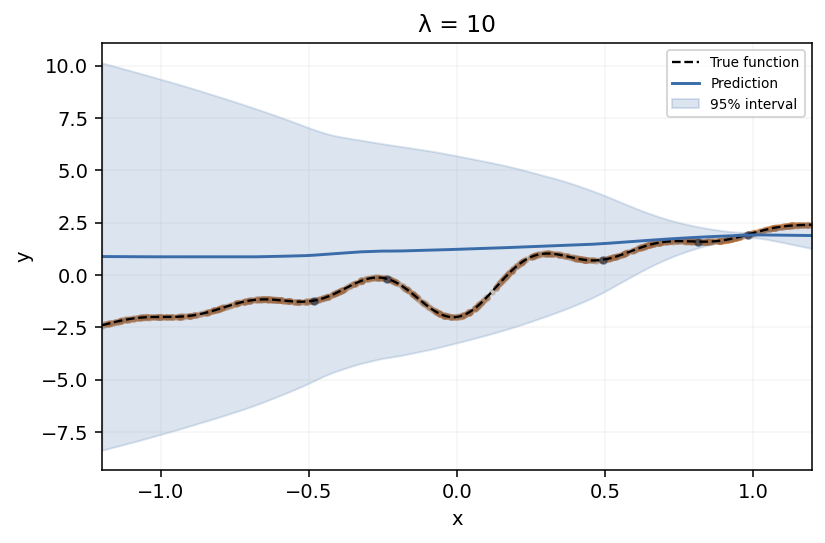 λ = 10
True function
Prediction
95% interval
10.0
7.5
5.0
2.5
0.0
−2.5
−5.0
−7.5
y
−1.0 −0.5 0.0 0.5 1.0
x